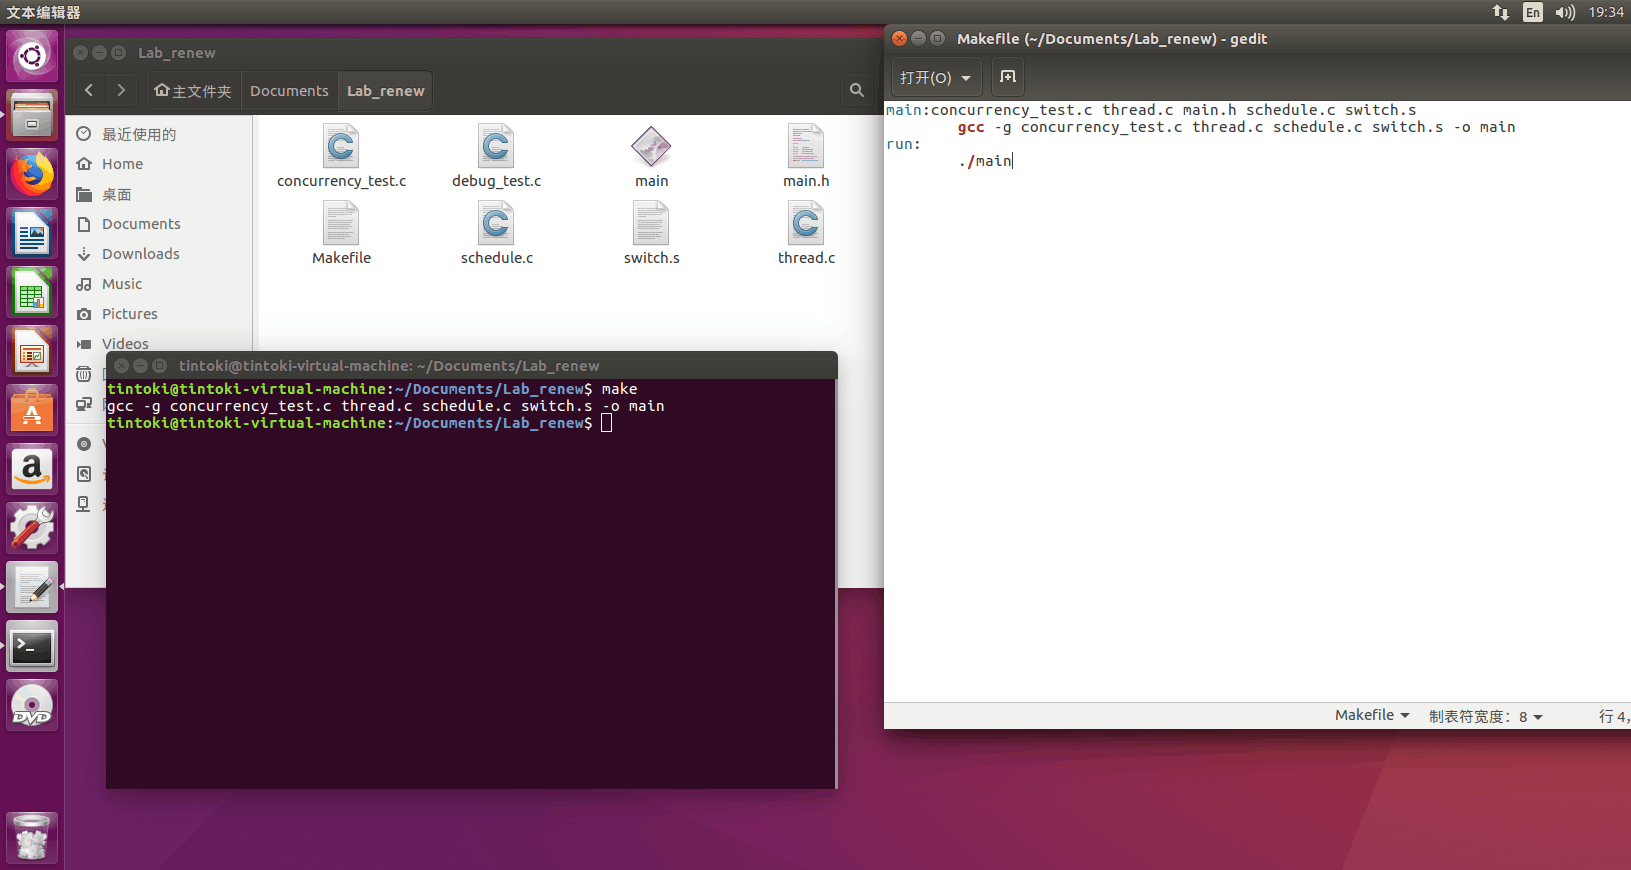 文本编辑器
En
19:34
Lab_renew
主文件夹
Documents
Lab_renew
最近使用的
Home
桌面
Documents
Downloads
Music
Pictures
Videos
concurrency_test.c
debug_test.c
main
main.h
Makefile
schedule.c
switch.s
thread.c
tintoki@tintoki-virtual-machine: ~/Documents/Lab_renew
tintoki@tintoki-virtual-machine:~/Documents/Lab_renew$ make
gcc -g concurrency_test.c thread.c schedule.c switch.s -o main
tintoki@tintoki-virtual-machine:~/Documents/Lab_renew$
Makefile (~/Documents/Lab_renew) - gedit
打开(O)
main:concurrency_test.c thread.c main.h schedule.c switch.s
gcc -g concurrency_test.c thread.c schedule.c switch.s -o main
run:
./main
Makefile
制表符宽度：8
行 4,
DVD